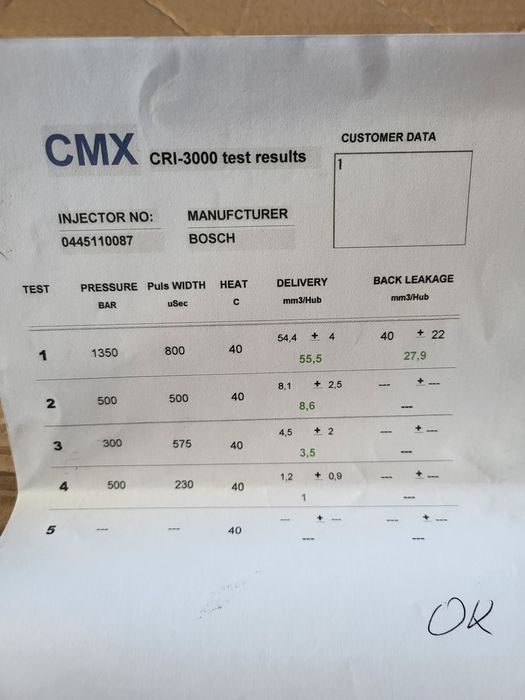 CUSTOMER DATA
CMX CRI-3000 test results
1
INJECTOR NO: MANUFCTURER
0445110087 BOSCH
TEST PRESSURE Puls WIDTH HEAT DELIVERY BACK LEAKAGE
BAR uSec C mm3/Hub mm3/Hub
1 1350 800 40 54,4 ± 4 40 ± 22
55,5 27,9
2 500 500 40 8,1 ± 2,5 --- ± ---
8,6 ---
3 300 575 40 4,5 ± 2 --- ± ---
3,5 ---
4 500 230 40 1,2 ± 0,9 --- ± ---
1 ---
5 --- --- 40 --- ± --- --- ± ---
--- ---
OK